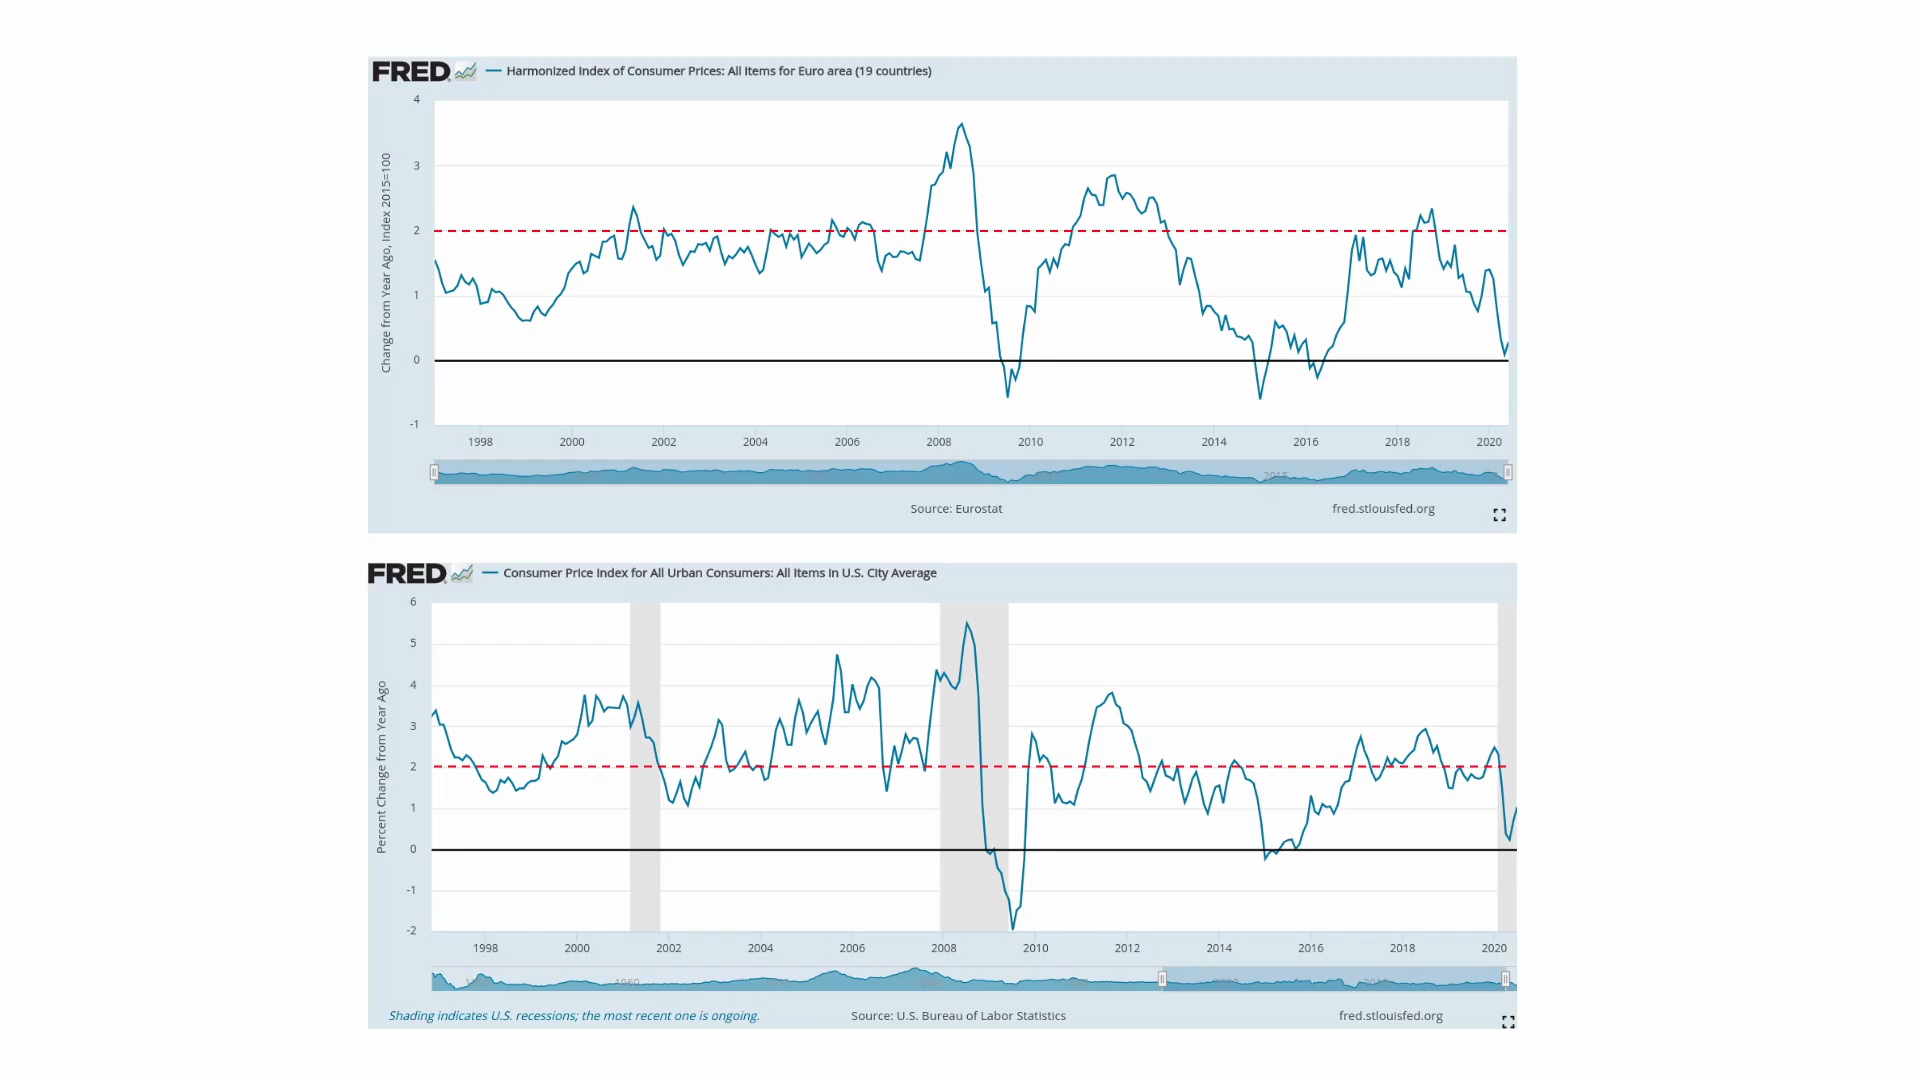 FRED
Harmonized Index of Consumer Prices: All Items for Euro area (19 countries)
Change from Year Ago, Index 2015=100
4
3
2
1
0
-1
1998 2000 2002 2004 2006 2008 2010 2012 2014 2016 2018 2020
2015
Source: Eurostat fred.stlouisfed.org
FRED
Consumer Price Index for All Urban Consumers: All Items in U.S. City Average
Percent Change from Year Ago
6
5
4
3
2
1
0
-1
-2
1998 2000 2002 2004 2006 2008 2010 2012 2014 2016 2018 2020
1960
Shading indicates U.S. recessions; the most recent one is ongoing. Source: U.S. Bureau of Labor Statistics fred.stlouisfed.org